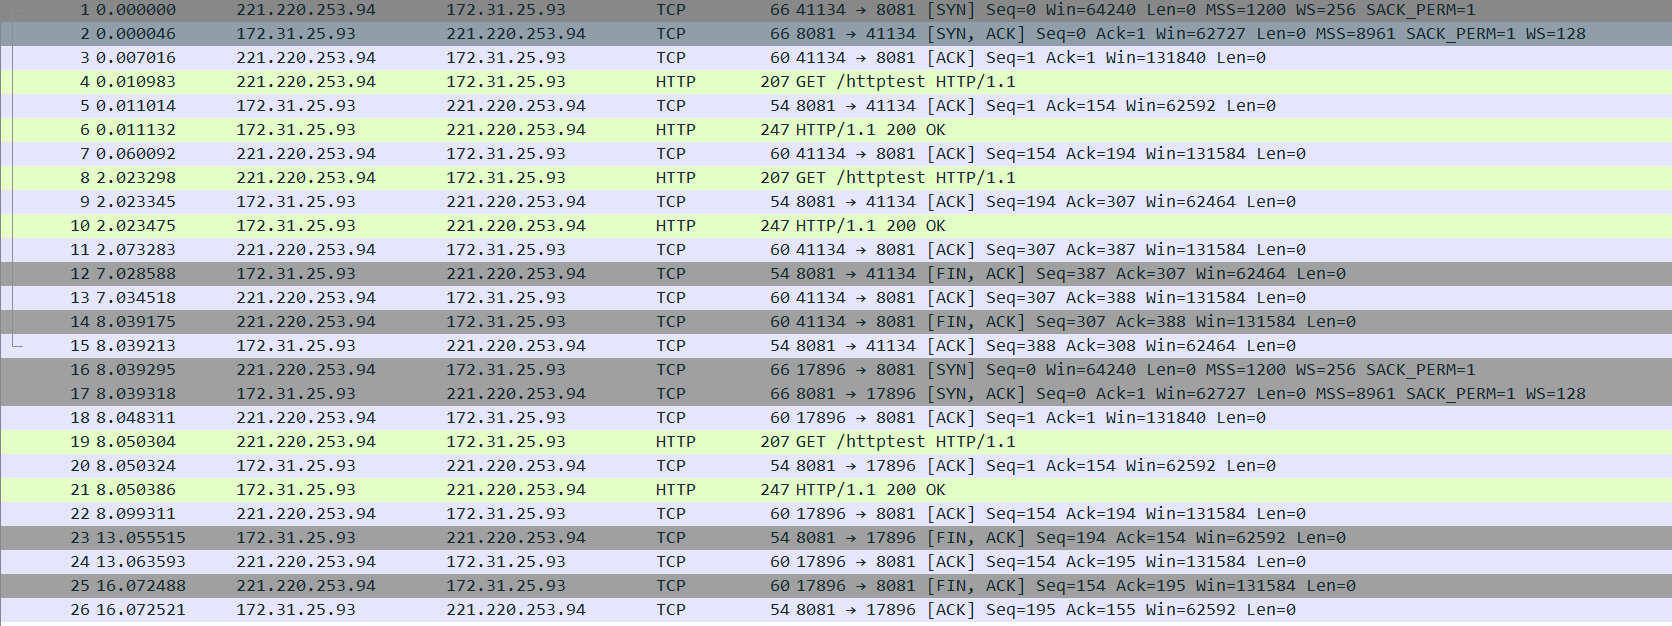 1 0.000000 221.220.253.94 172.31.25.93 TCP 66 41134 → 8081 [SYN] Seq=0 Win=64240 Len=0 MSS=1200 WS=256 SACK_PERM=1
2 0.000046 172.31.25.93 221.220.253.94 TCP 66 8081 → 41134 [SYN, ACK] Seq=0 Ack=1 Win=62727 Len=0 MSS=8961 SACK_PERM=1 WS=128
3 0.007016 221.220.253.94 172.31.25.93 TCP 60 41134 → 8081 [ACK] Seq=1 Ack=1 Win=131840 Len=0
4 0.010983 221.220.253.94 172.31.25.93 HTTP 207 GET /httptest HTTP/1.1
5 0.011014 172.31.25.93 221.220.253.94 TCP 54 8081 → 41134 [ACK] Seq=1 Ack=154 Win=62592 Len=0
6 0.011132 172.31.25.93 221.220.253.94 HTTP 247 HTTP/1.1 200 OK
7 0.060092 221.220.253.94 172.31.25.93 TCP 60 41134 → 8081 [ACK] Seq=154 Ack=194 Win=131584 Len=0
8 2.023298 221.220.253.94 172.31.25.93 HTTP 207 GET /httptest HTTP/1.1
9 2.023345 172.31.25.93 221.220.253.94 TCP 54 8081 → 41134 [ACK] Seq=194 Ack=307 Win=62464 Len=0
10 2.023475 172.31.25.93 221.220.253.94 HTTP 247 HTTP/1.1 200 OK
11 2.073283 221.220.253.94 172.31.25.93 TCP 60 41134 → 8081 [ACK] Seq=307 Ack=387 Win=131584 Len=0
12 7.028588 172.31.25.93 221.220.253.94 TCP 54 8081 → 41134 [FIN, ACK] Seq=387 Ack=307 Win=62464 Len=0
13 7.034518 221.220.253.94 172.31.25.93 TCP 60 41134 → 8081 [ACK] Seq=307 Ack=388 Win=131584 Len=0
14 8.039175 221.220.253.94 172.31.25.93 TCP 60 41134 → 8081 [FIN, ACK] Seq=307 Ack=388 Win=131584 Len=0
15 8.039213 172.31.25.93 221.220.253.94 TCP 54 8081 → 41134 [ACK] Seq=388 Ack=308 Win=62464 Len=0
16 8.039295 221.220.253.94 172.31.25.93 TCP 66 17896 → 8081 [SYN] Seq=0 Win=64240 Len=0 MSS=1200 WS=256 SACK_PERM=1
17 8.039318 172.31.25.93 221.220.253.94 TCP 66 8081 → 17896 [SYN, ACK] Seq=0 Ack=1 Win=62727 Len=0 MSS=8961 SACK_PERM=1 WS=128
18 8.048311 221.220.253.94 172.31.25.93 TCP 60 17896 → 8081 [ACK] Seq=1 Ack=1 Win=131840 Len=0
19 8.050304 221.220.253.94 172.31.25.93 HTTP 207 GET /httptest HTTP/1.1
20 8.050324 172.31.25.93 221.220.253.94 TCP 54 8081 → 17896 [ACK] Seq=1 Ack=154 Win=62592 Len=0
21 8.050386 172.31.25.93 221.220.253.94 HTTP 247 HTTP/1.1 200 OK
22 8.099311 221.220.253.94 172.31.25.93 TCP 60 17896 → 8081 [ACK] Seq=154 Ack=194 Win=131584 Len=0
23 13.055515 172.31.25.93 221.220.253.94 TCP 54 8081 → 17896 [FIN, ACK] Seq=194 Ack=154 Win=62592 Len=0
24 13.063593 221.220.253.94 172.31.25.93 TCP 60 17896 → 8081 [ACK] Seq=154 Ack=195 Win=131584 Len=0
25 16.072488 221.220.253.94 172.31.25.93 TCP 60 17896 → 8081 [FIN, ACK] Seq=154 Ack=195 Win=131584 Len=0
26 16.072521 172.31.25.93 221.220.253.94 TCP 54 8081 → 17896 [ACK] Seq=195 Ack=155 Win=62592 Len=0